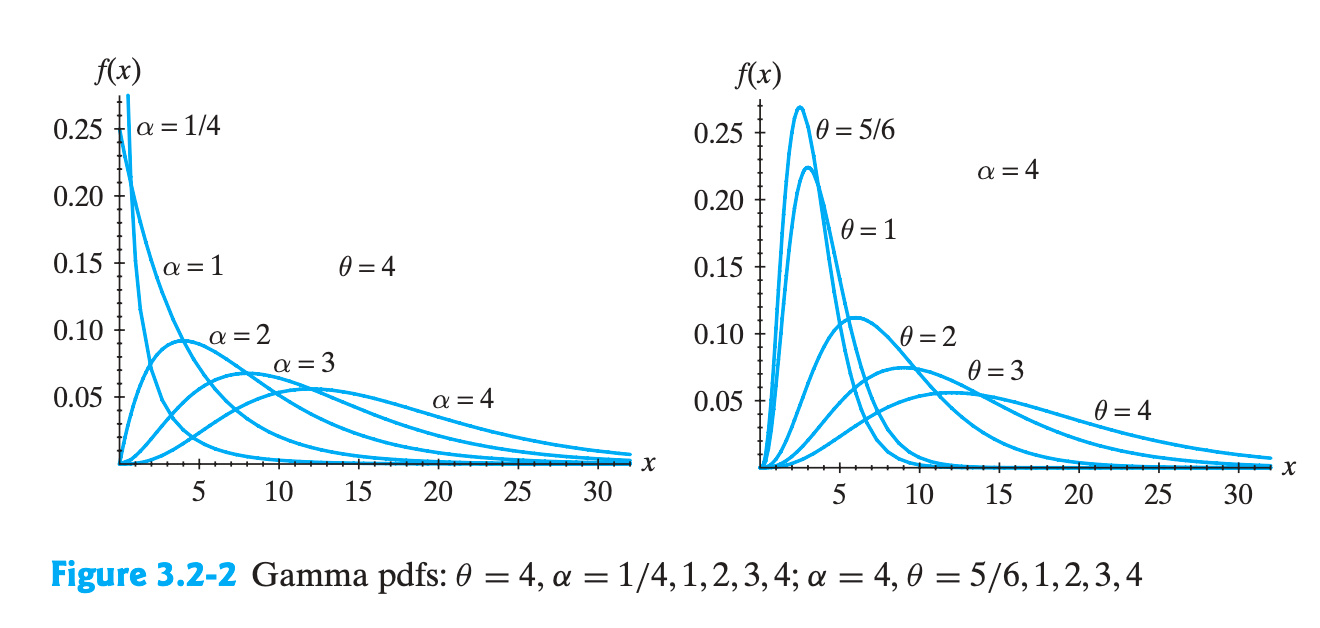 f(x)
0.25
0.20
0.15
0.10
0.05
α = 1/4
α = 1
θ = 4
α = 2
α = 3
α = 4
5 10 15 20 25 30
x
f(x)
0.25
0.20
0.15
0.10
0.05
θ = 5/6
α = 4
θ = 1
θ = 2
θ = 3
θ = 4
5 10 15 20 25 30
x
Figure 3.2-2 Gamma pdfs: θ = 4, α = 1/4, 1, 2, 3, 4; α = 4, θ = 5/6, 1, 2, 3, 4